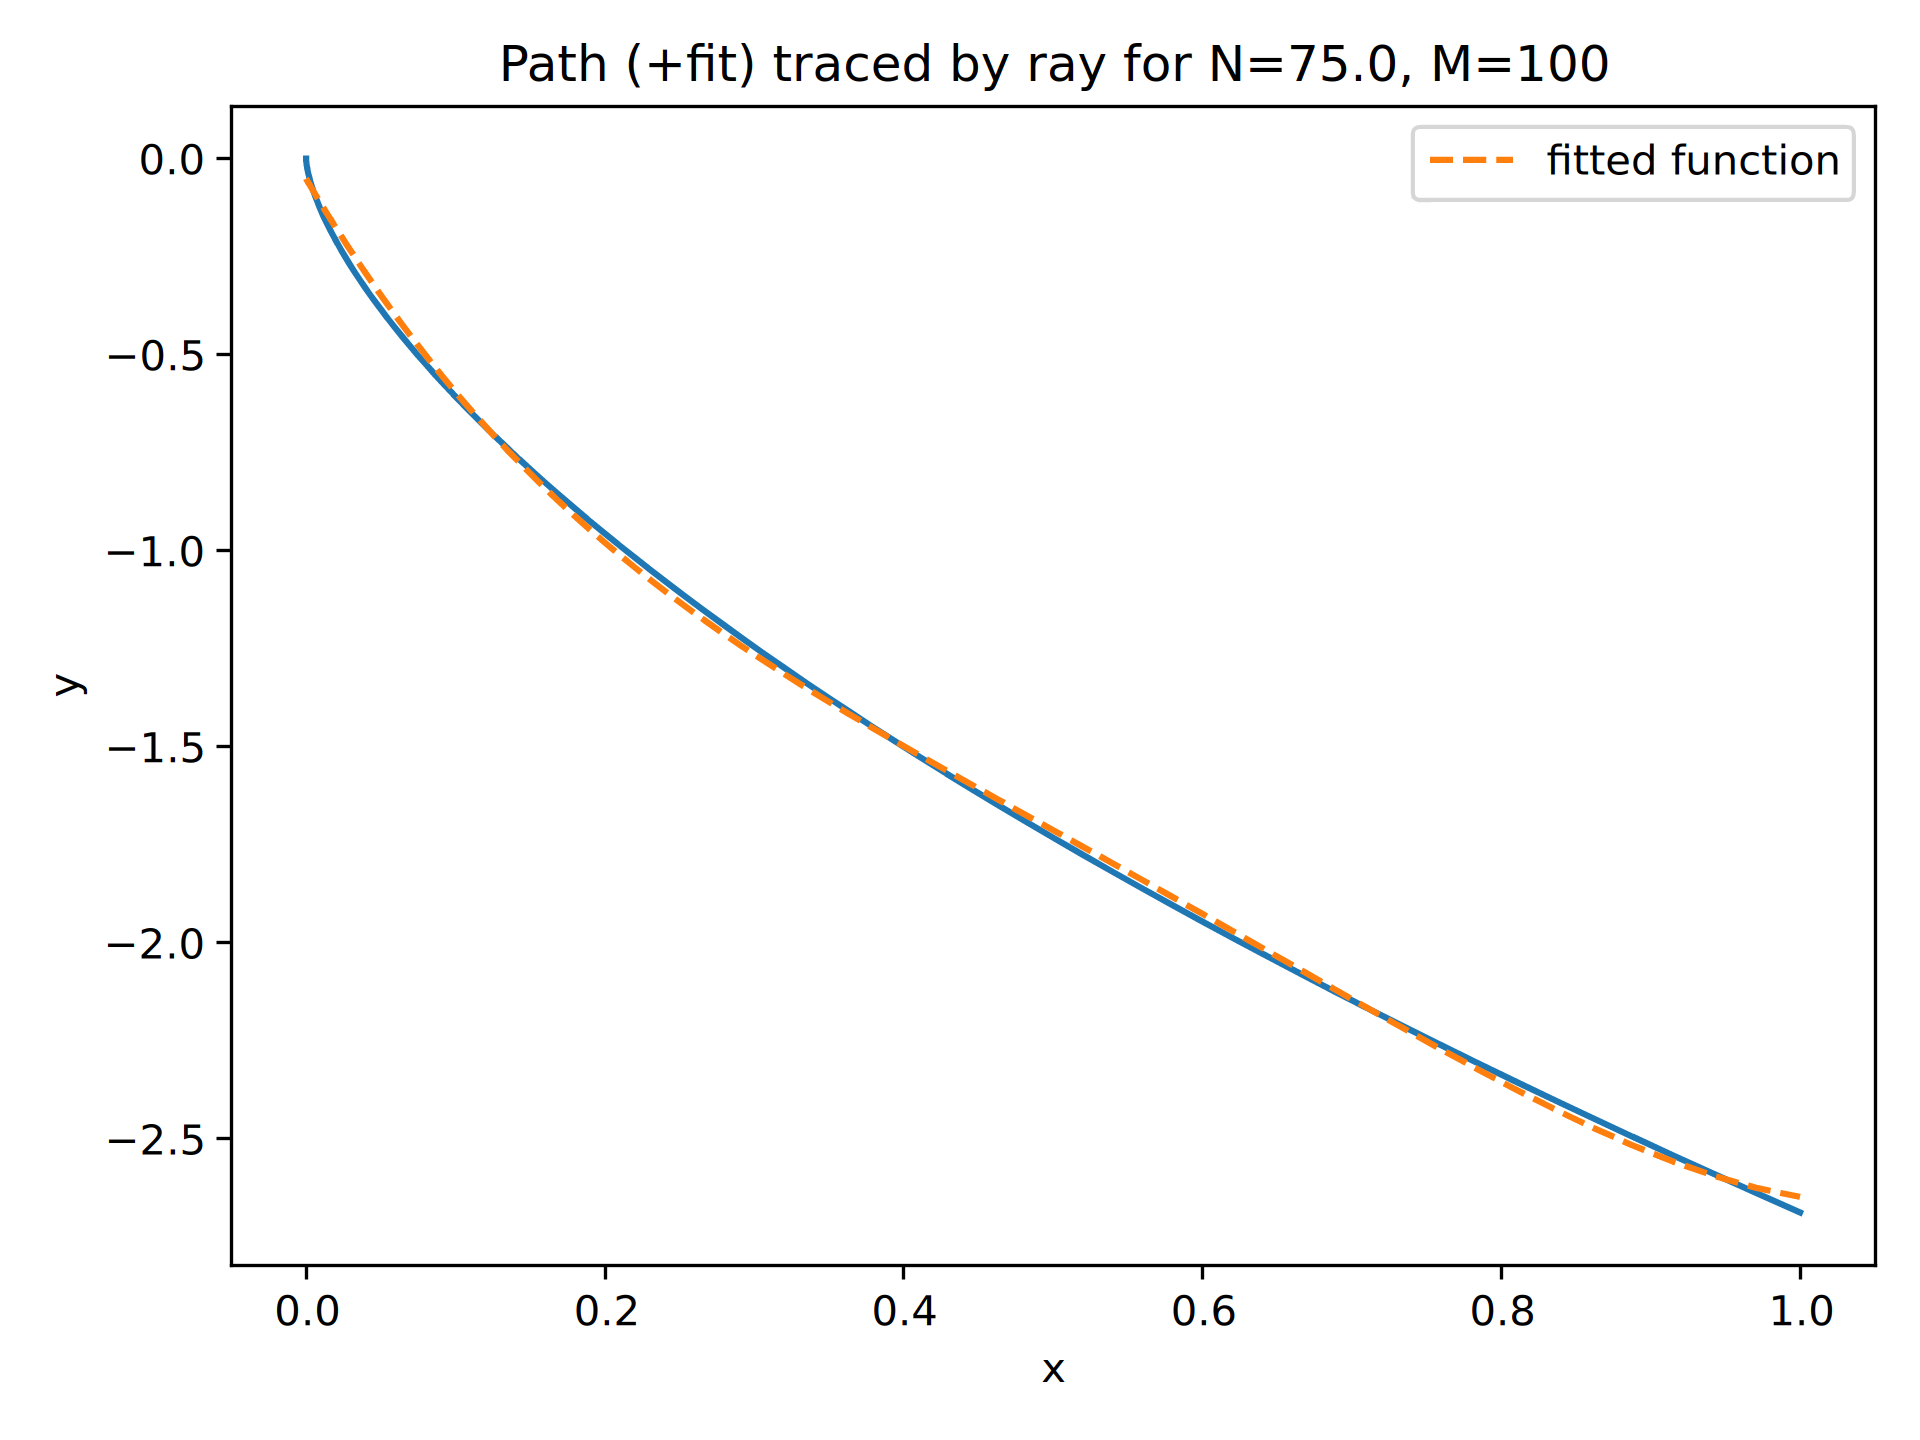 Path (+fit) traced by ray for N=75.0, M=100
fitted function
0.0
−0.5
−1.0
−1.5
−2.0
−2.5
y
0.0 0.2 0.4 0.6 0.8 1.0
x